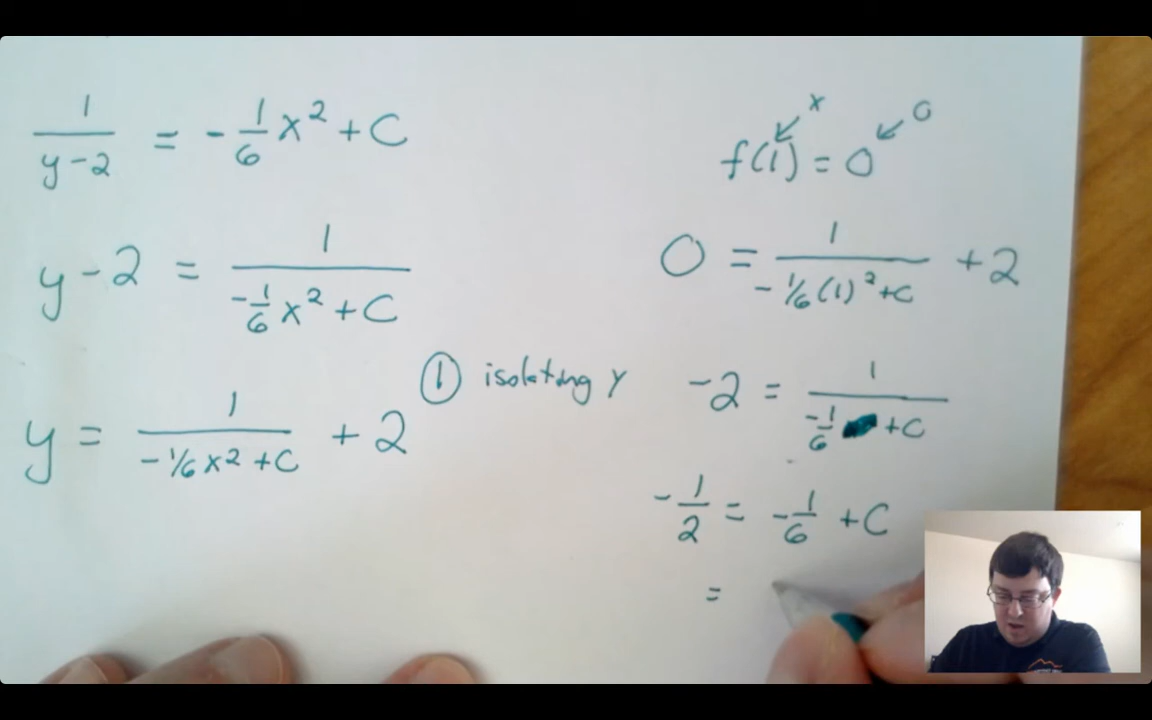 1/(y-2) = -1/6 x² + C
y-2 = 1/(-1/6 x² + C)
① isolating y
y = 1/(-1/6 x² + C) + 2
x
0
f(1) = 0
0 = 1/(-1/6 (1)² + C) + 2
-2 = 1/(-1/6 + C)
-1/2 = -1/6 + C
=